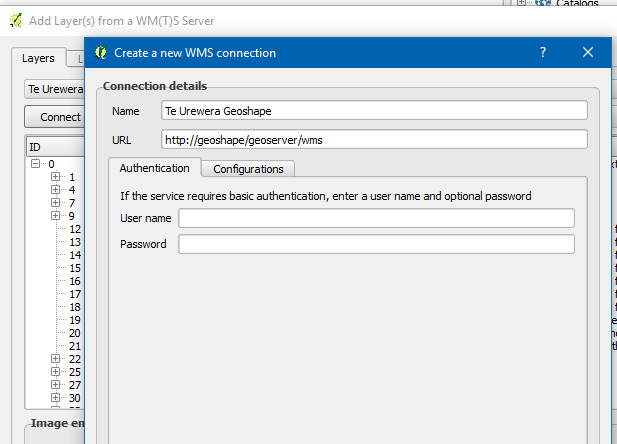 Catalogs
Add Layer(s) from a WM(T)S Server
Layers
Create a new WMS connection
?
Te Urewera
Connect
ID
0
1
4
7
9
12
13
14
15
16
17
18
19
20
21
22
25
27
30
Connection details
Name Te Urewera Geoshape
URL http://geoshape/geoserver/wms
Authentication Configurations
If the service requires basic authentication, enter a user name and optional password
User name
Password